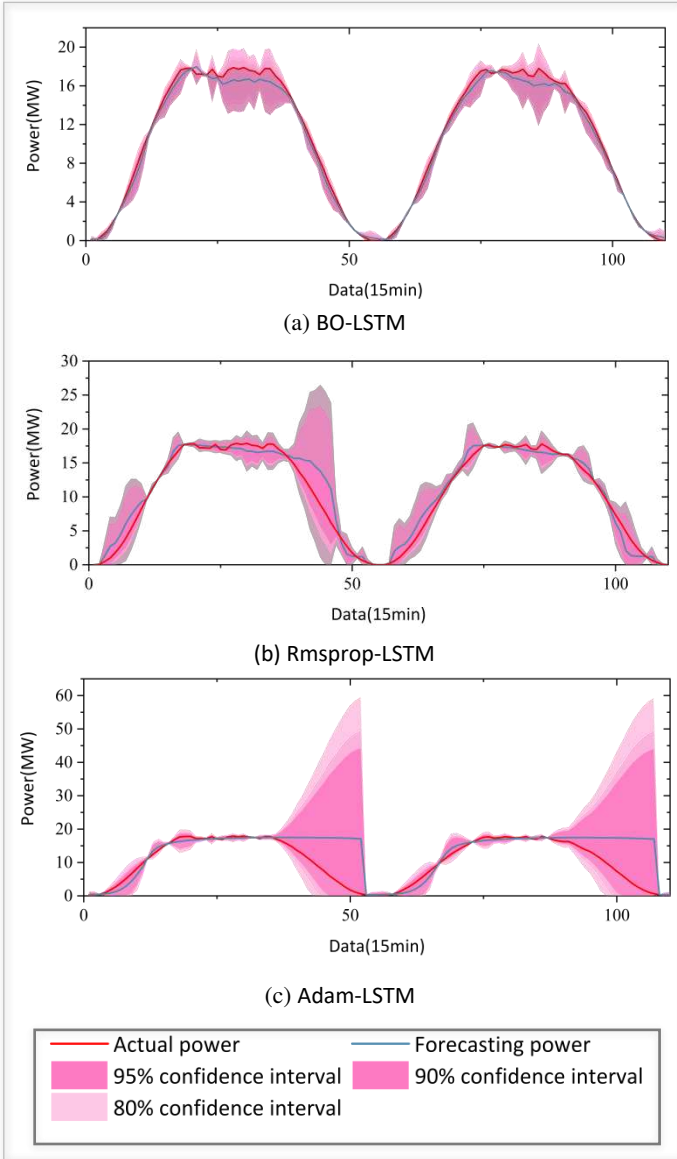 20
16
12
8
4
0
Power(MW)
0 50 100
Data(15min)
(a) BO-LSTM
30
25
20
15
10
5
0
Power(MW)
0 50 100
Data(15min)
(b) Rmsprop-LSTM
60
50
40
30
20
10
0
Power(MW)
0 50 100
Data(15min)
(c) Adam-LSTM
Actual power Forecasting power
95% confidence interval 90% confidence interval
80% confidence interval